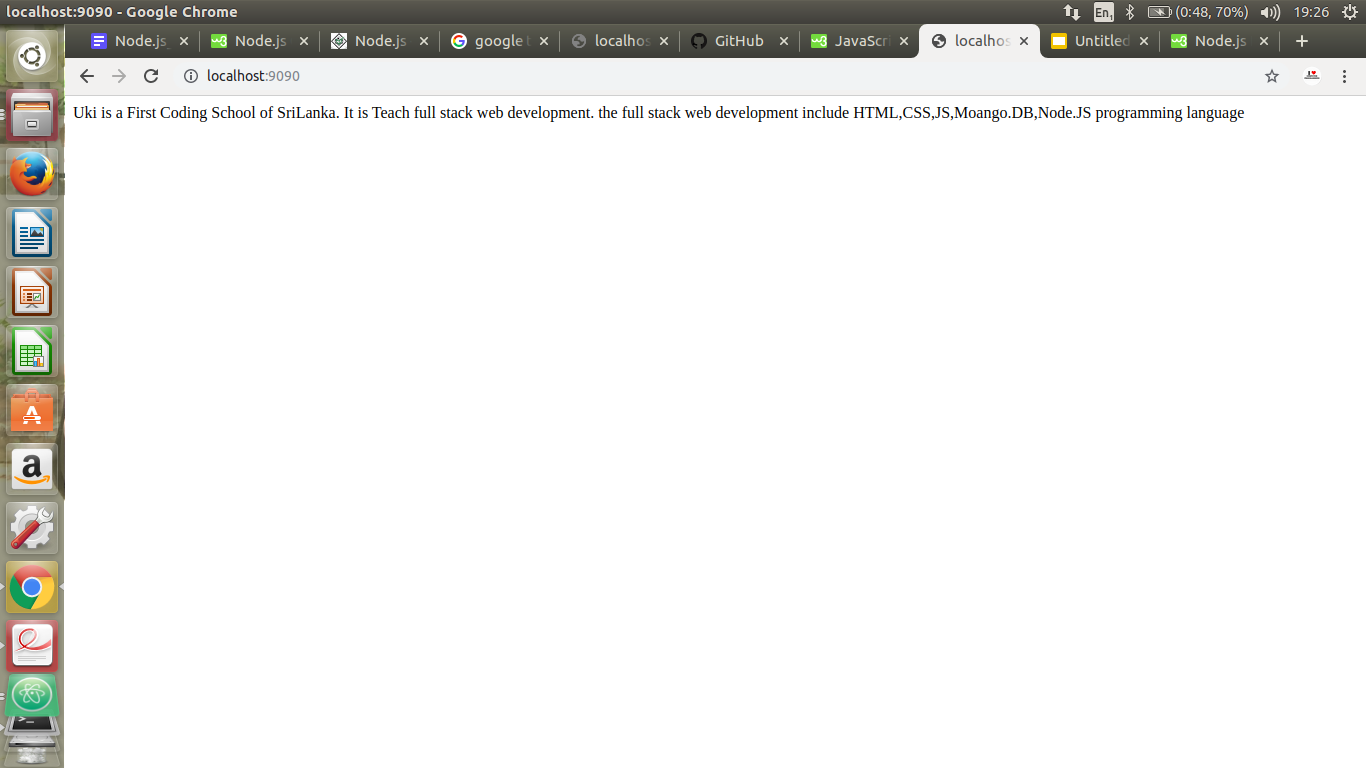 localhost:9090 - Google Chrome
En1 (0:48, 70%) 19:26
Node.js Node.js Node.js google localhos GitHub JavaScri localhos Untitled Node.js
localhost:9090
Uki is a First Coding School of SriLanka. It is Teach full stack web development. the full stack web development include HTML,CSS,JS,Moango.DB,Node.JS programming language